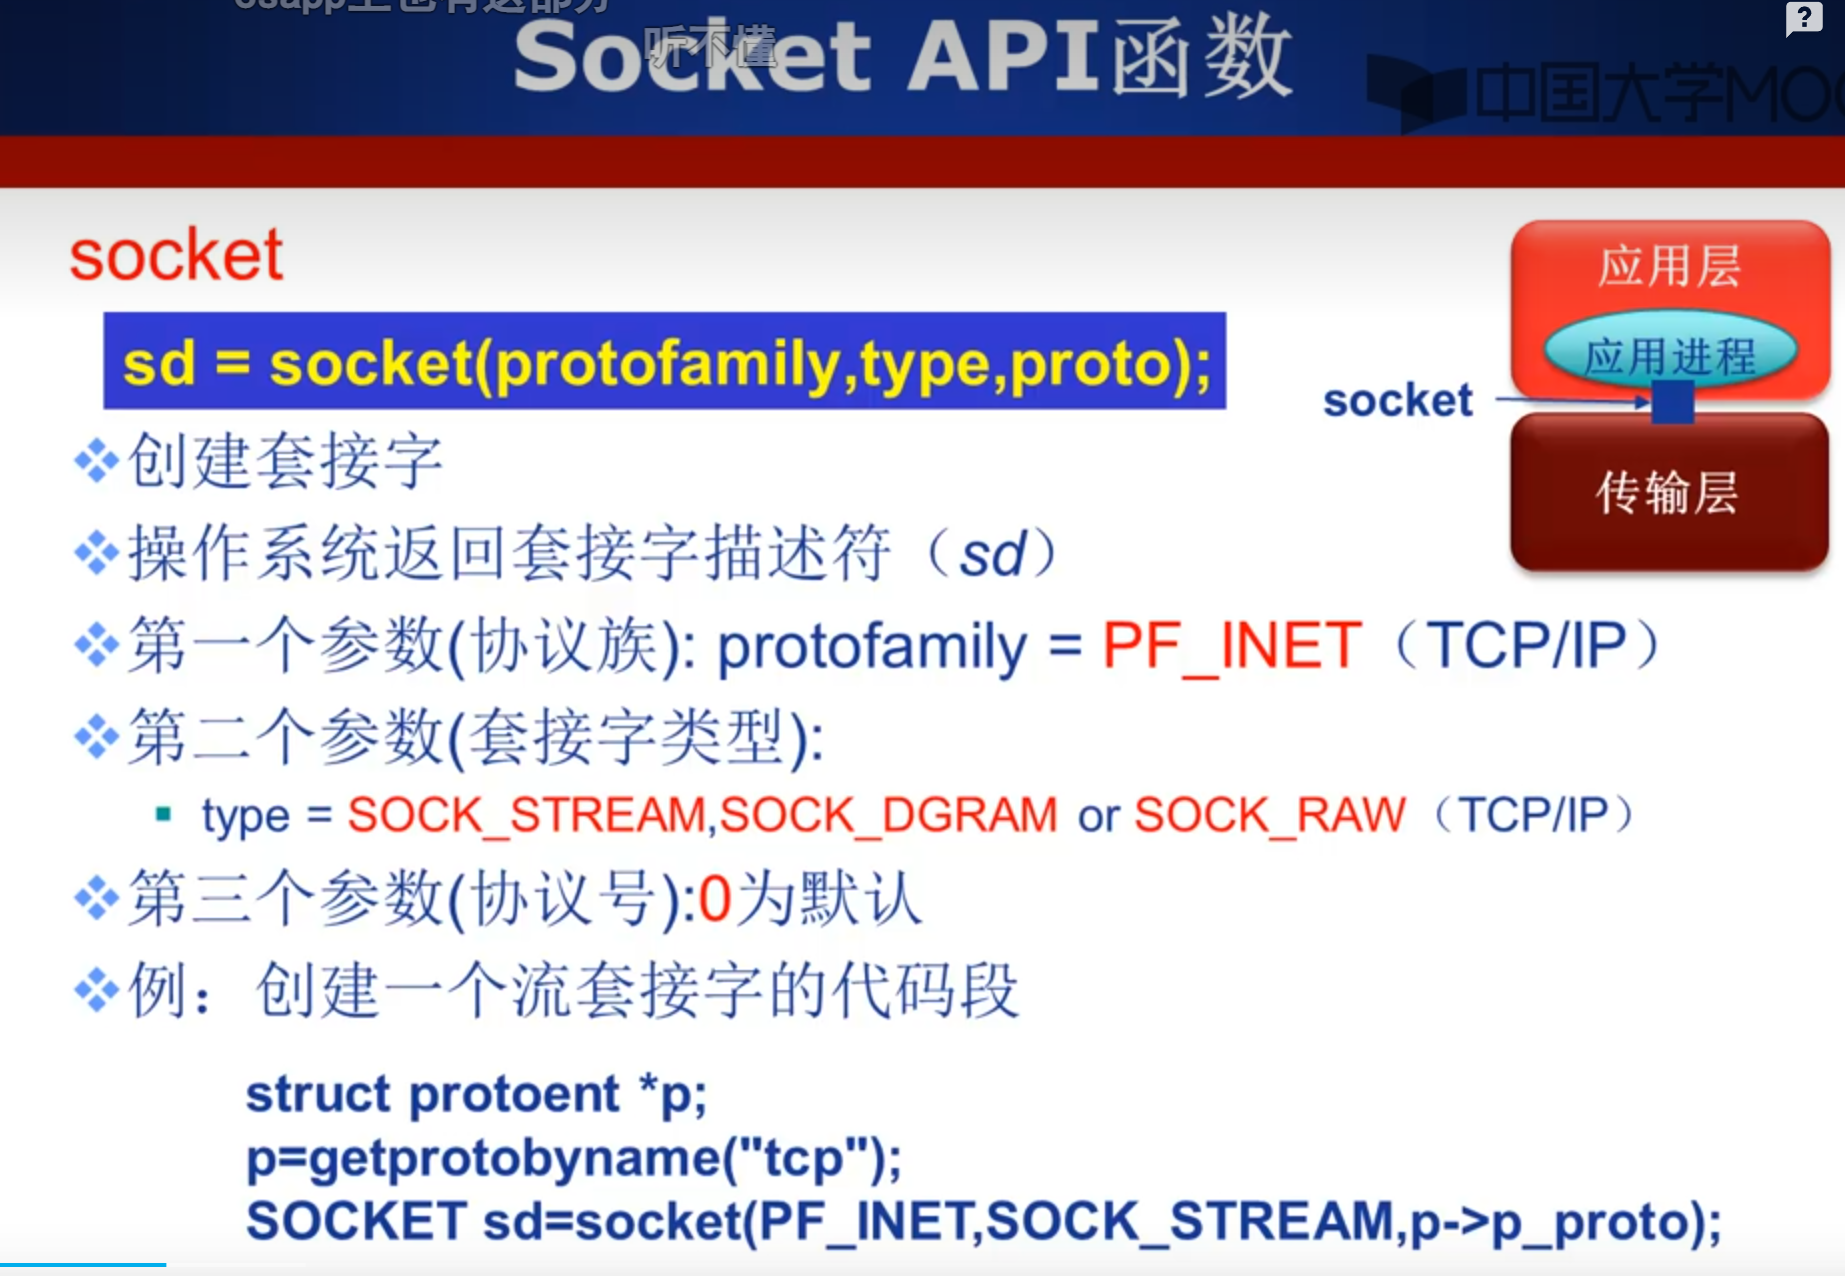 Socket API函数
听不懂
中国大学MOO
socket
sd = socket(protofamily,type,proto);
应用层
应用进程
socket
传输层
创建套接字
操作系统返回套接字描述符（sd）
第一个参数(协议族): protofamily = PF_INET（TCP/IP）
第二个参数(套接字类型):
type = SOCK_STREAM,SOCK_DGRAM or SOCK_RAW（TCP/IP）
第三个参数(协议号):0为默认
例：创建一个流套接字的代码段
struct protoent *p;
p=getprotobyname("tcp");
SOCKET sd=socket(PF_INET,SOCK_STREAM,p->p_proto);